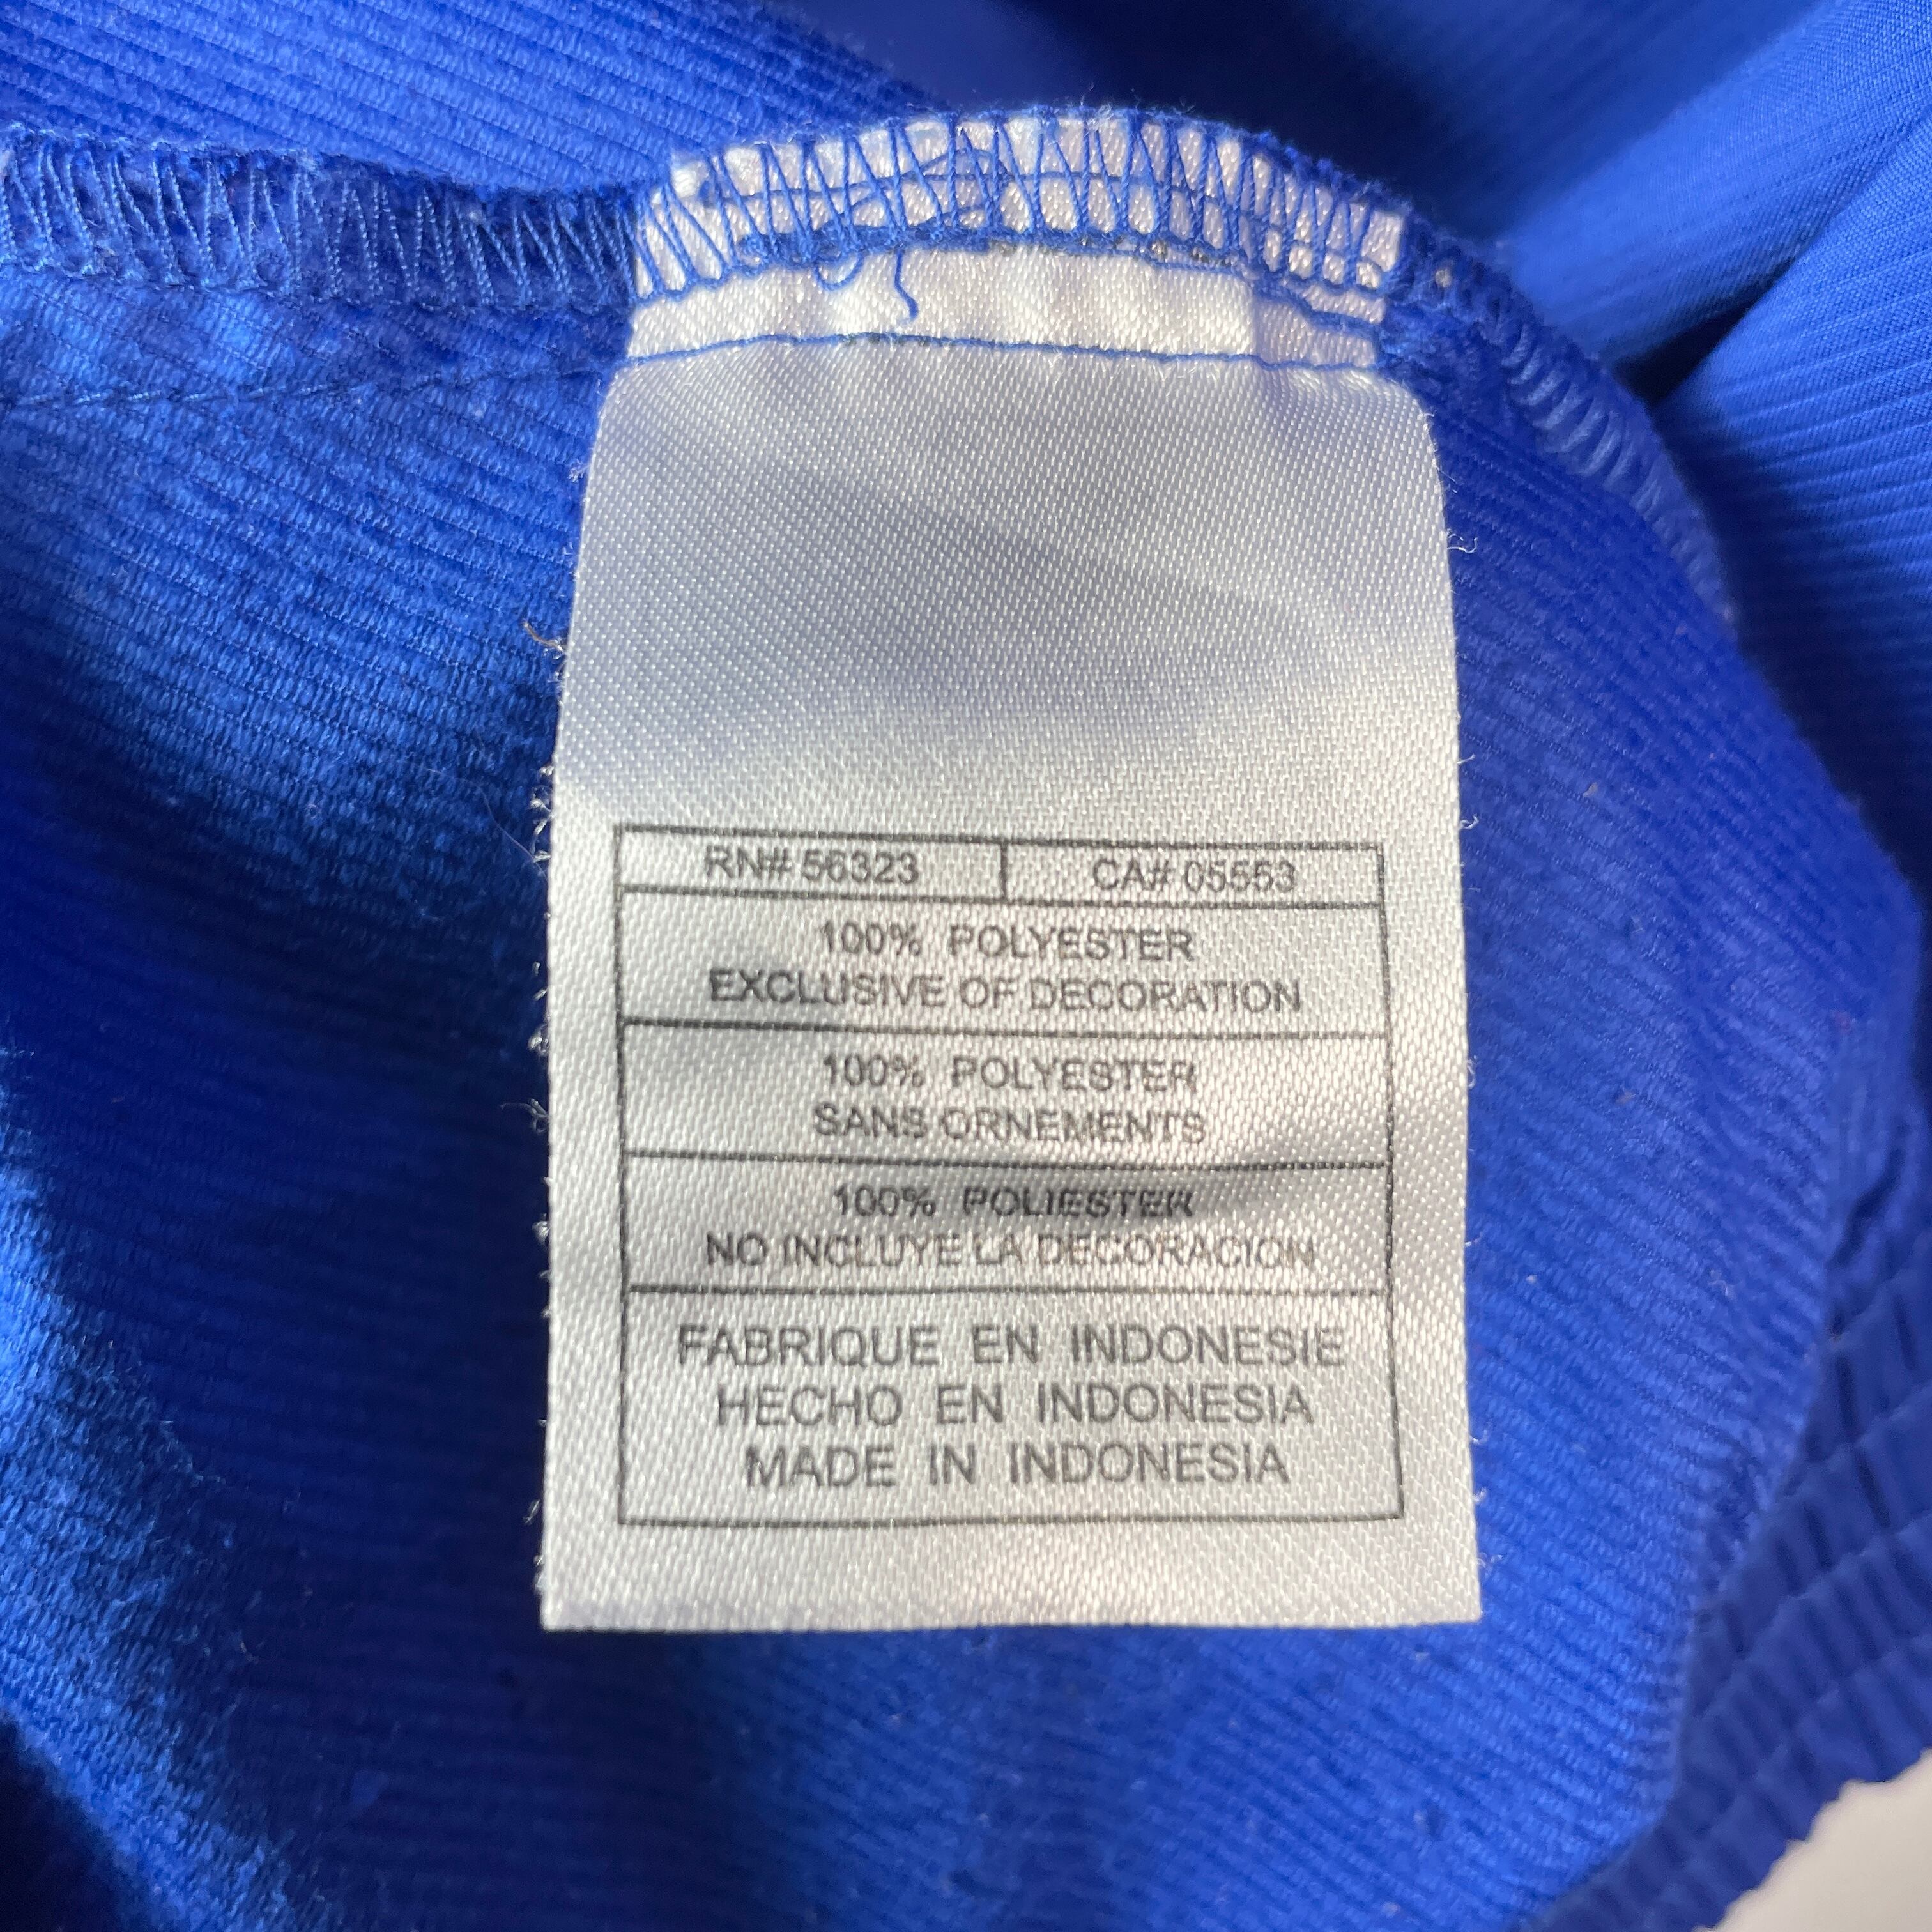 RN# 56323 CA# 05553
100% POLYESTER
EXCLUSIVE OF DECORATION
100% POLYESTER
SANS ORNEMENTS
100% POLIESTER
NO INCLUYE LA DECORACION
FABRIQUE EN INDONESIE
HECHO EN INDONESIA
MADE IN INDONESIA